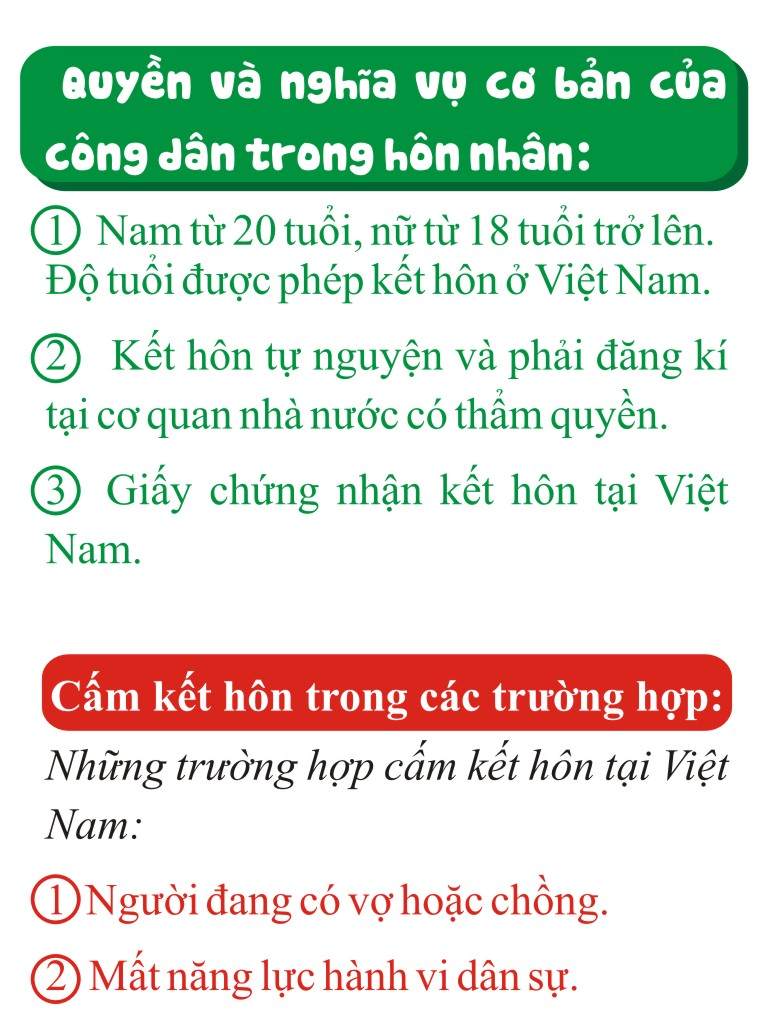 Quyền và nghĩa vụ cơ bản của
công dân trong hôn nhân:
① Nam từ 20 tuổi, nữ từ 18 tuổi trở lên.
Độ tuổi được phép kết hôn ở Việt Nam.
② Kết hôn tự nguyện và phải đăng kí
tại cơ quan nhà nước có thẩm quyền.
③ Giấy chứng nhận kết hôn tại Việt
Nam.
Cấm kết hôn trong các trường hợp:
Những trường hợp cấm kết hôn tại Việt
Nam:
① Người đang có vợ hoặc chồng.
② Mất năng lực hành vi dân sự.